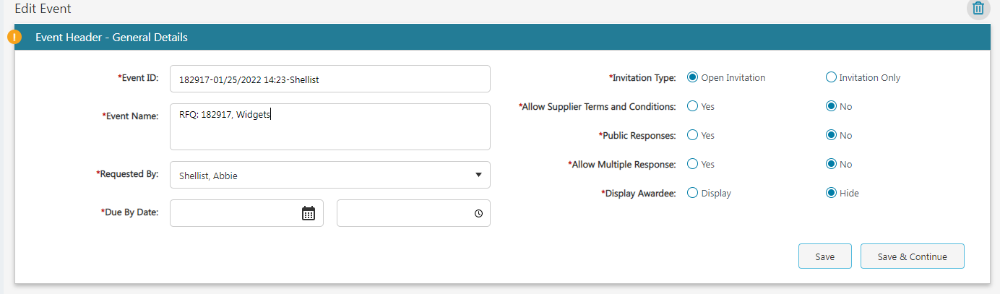 Edit Event
! Event Header - General Details
*Event ID: 182917-01/25/2022 14:23-Shellist
*Event Name: RFQ: 182917, Widgets
*Requested By: Shellist, Abbie
*Due By Date:
*Invitation Type: Open Invitation Invitation Only
*Allow Supplier Terms and Conditions: Yes No
*Public Responses: Yes No
*Allow Multiple Response: Yes No
*Display Awardee: Display Hide
Save Save & Continue